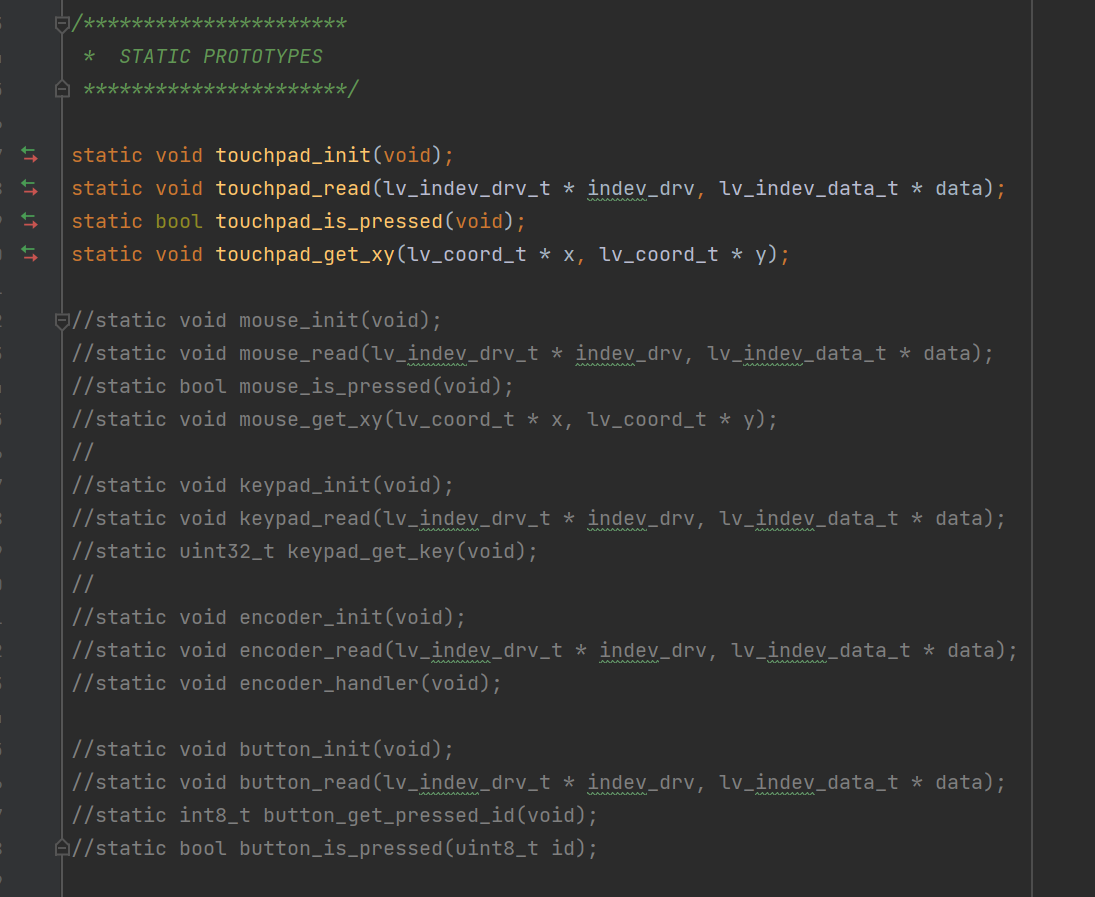 /**********************
*  STATIC PROTOTYPES
**********************/
static void touchpad_init(void);
static void touchpad_read(lv_indev_drv_t * indev_drv, lv_indev_data_t * data);
static bool touchpad_is_pressed(void);
static void touchpad_get_xy(lv_coord_t * x, lv_coord_t * y);
//static void mouse_init(void);
//static void mouse_read(lv_indev_drv_t * indev_drv, lv_indev_data_t * data);
//static bool mouse_is_pressed(void);
//static void mouse_get_xy(lv_coord_t * x, lv_coord_t * y);
//
//static void keypad_init(void);
//static void keypad_read(lv_indev_drv_t * indev_drv, lv_indev_data_t * data);
//static uint32_t keypad_get_key(void);
//
//static void encoder_init(void);
//static void encoder_read(lv_indev_drv_t * indev_drv, lv_indev_data_t * data);
//static void encoder_handler(void);
//static void button_init(void);
//static void button_read(lv_indev_drv_t * indev_drv, lv_indev_data_t * data);
//static int8_t button_get_pressed_id(void);
//static bool button_is_pressed(uint8_t id);